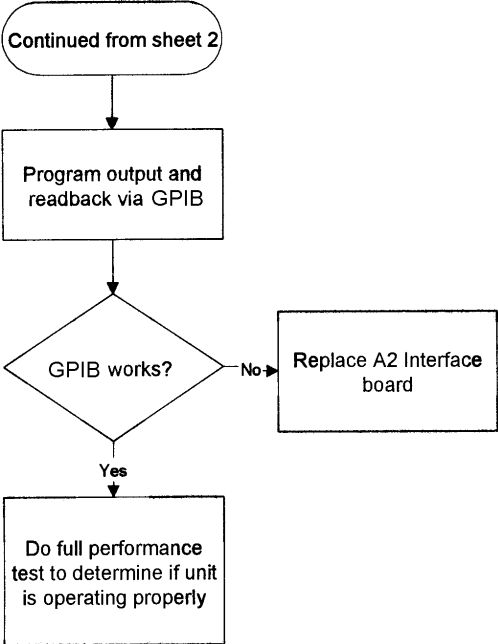 Continued from sheet 2
Program output and
readback via GPIB
GPIB works?
No
Replace A2 Interface
board
Yes
Do full performance
test to determine if unit
is operating properly